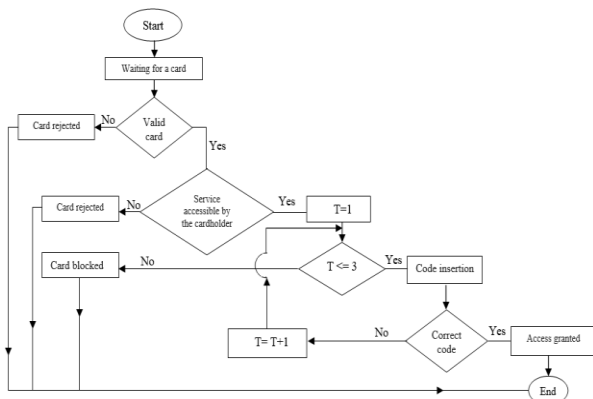 Start
Waiting for a card
Valid
card
No
Card rejected
Yes
Service
accessible by
the cardholder
No
Card rejected
Yes
T=1
T <= 3
No
Card blocked
Yes
Code insertion
Correct
code
No
T= T+1
Yes
Access granted
End